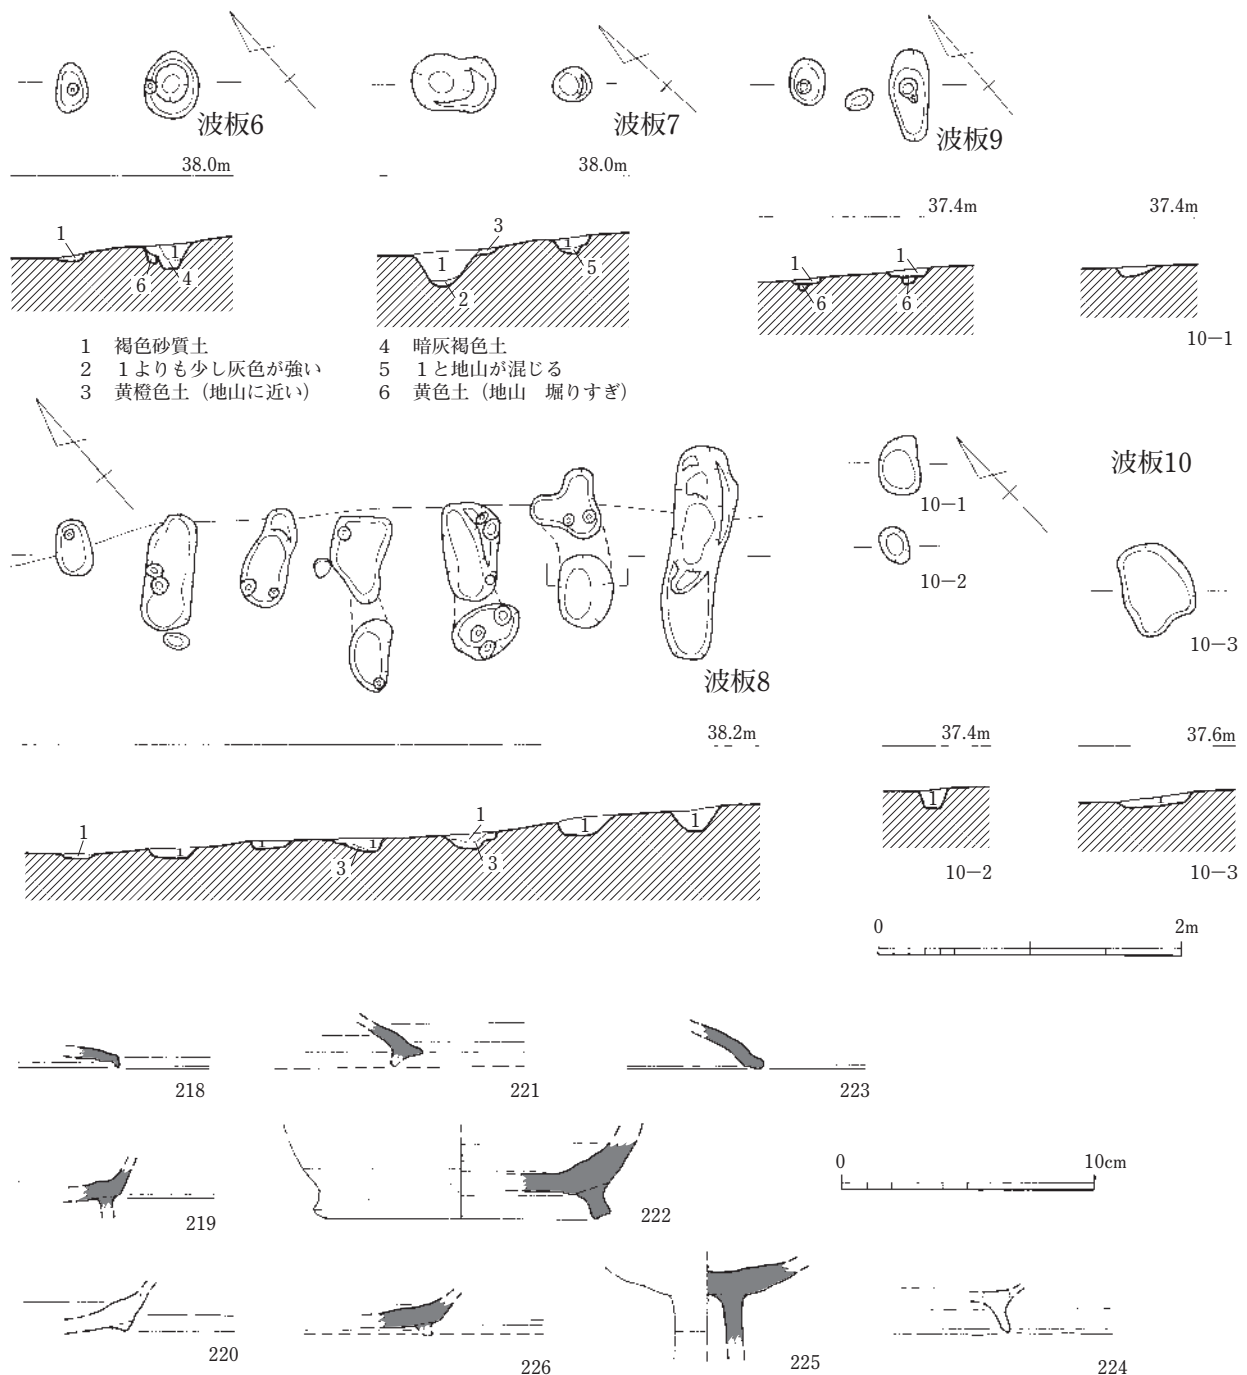 波板6
波板7
波板9
38.0m
38.0m
37.4m
37.4m
1
6
1
4
3
1
2
1
5
1
6
1
6
10−1
1 褐色砂質土
2 1よりも少し灰色が強い
3 黄橙色土（地山に近い）
4 暗灰褐色土
5 1と地山が混じる
6 黄色土（地山 堀りすぎ）
波板8
10−1
10−2
波板10
10−3
38.2m
37.4m
37.6m
1
1
1
1
3
1
3
1
1
1
10−2
1
10−3
0 2m
218
221
223
219
222
0 10cm
220
226
225
224